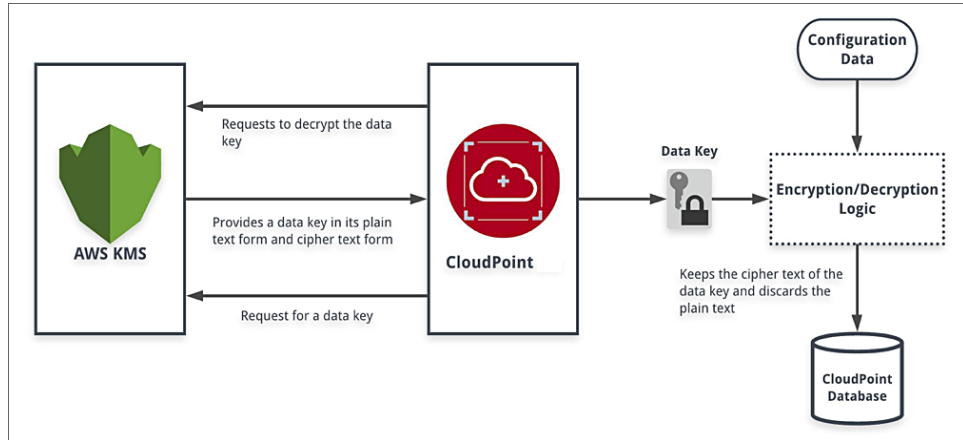 Configuration
Data
Requests to decrypt the data
key
Data Key
Encryption/Decryption
Logic
Provides a data key in its plain
text form and cipher text form
AWS KMS
CloudPoint
Keeps the cipher text of the
data key and discards the
plain text
Request for a data key
CloudPoint
Database